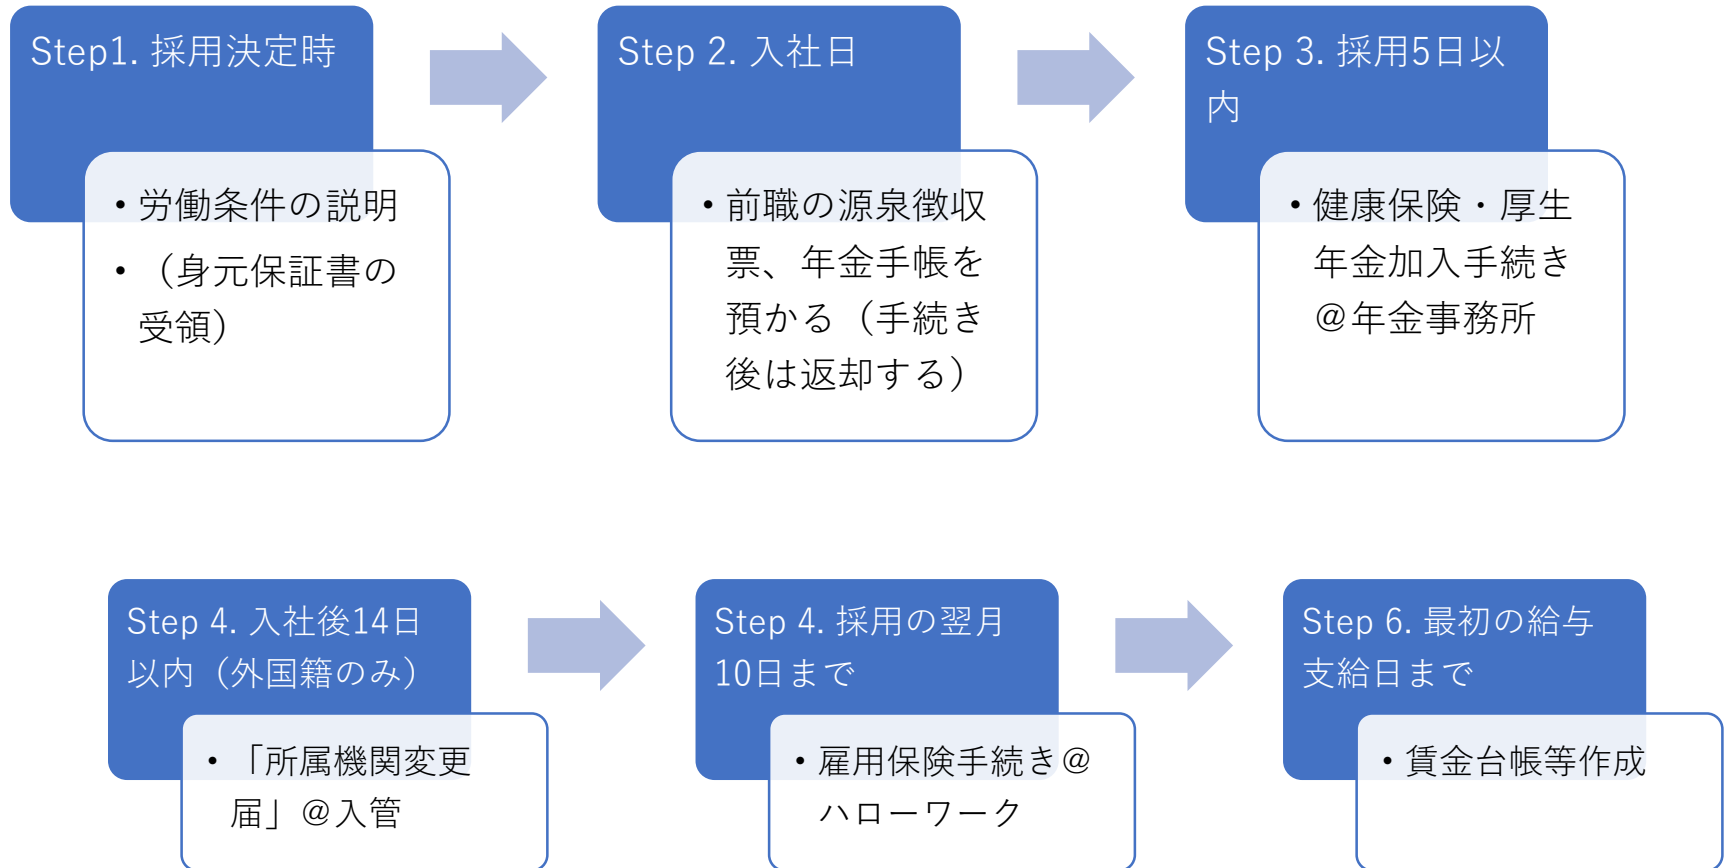 Step1. 採用決定時
・労働条件の説明
・（身元保証書の
受領）
Step 2. 入社日
・前職の源泉徴収
票、年金手帳を
預かる（手続き
後は返却する）
Step 3. 採用5日以
内
・健康保険・厚生
年金加入手続き
＠年金事務所
Step 4. 入社後14日
以内（外国籍のみ）
・「所属機関変更
届」＠入管
Step 4. 採用の翌月
10日まで
・雇用保険手続き＠
ハローワーク
Step 6. 最初の給与
支給日まで
・賃金台帳等作成